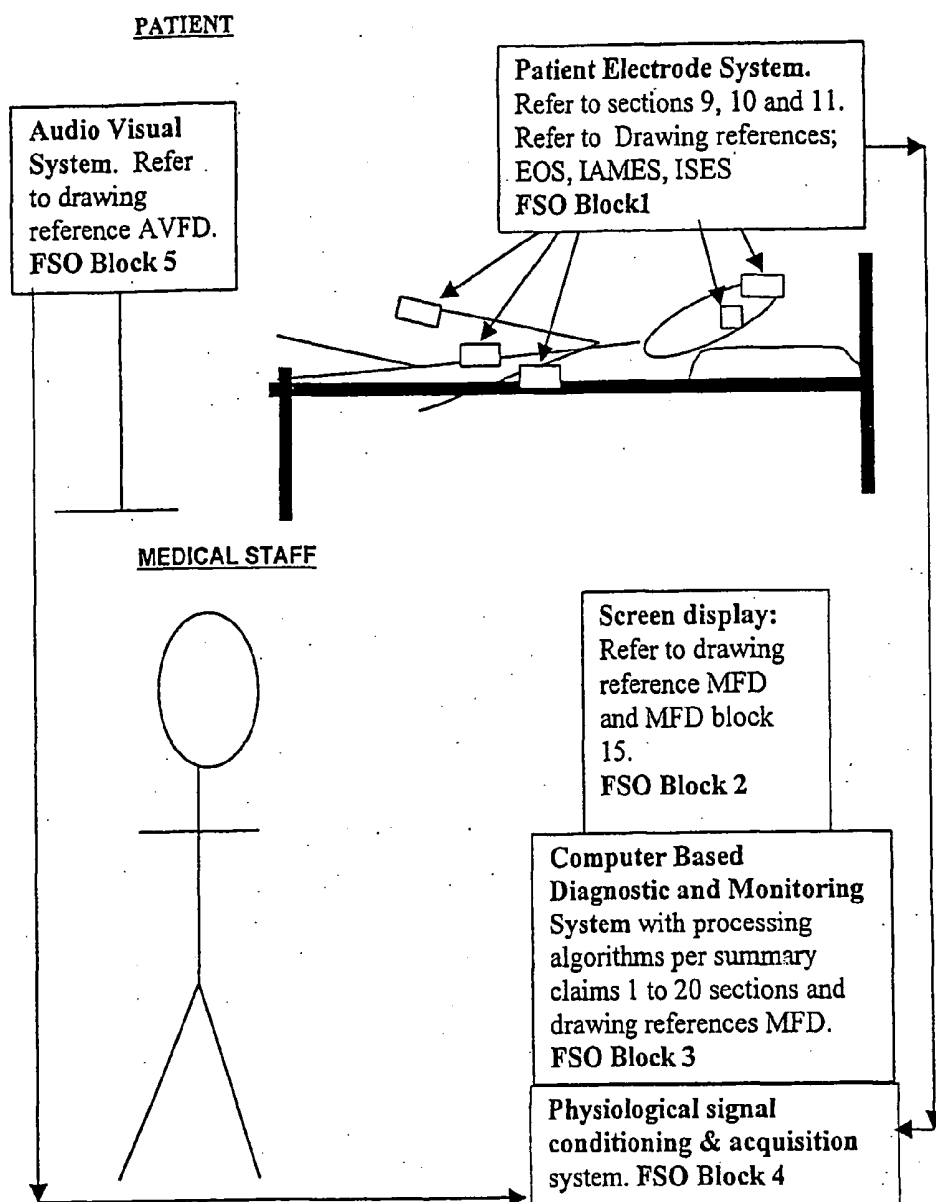 PATIENT
Patient Electrode System.
Refer to sections 9, 10 and 11.
Refer to Drawing references;
EOS, IAMES, ISES
FSO Block1
Audio Visual
System. Refer
to drawing
reference AVFD.
FSO Block 5
MEDICAL STAFF
Screen display:
Refer to drawing
reference MFD
and MFD block
15.
FSO Block 2
Computer Based
Diagnostic and Monitoring
System with processing
algorithms per summary
claims 1 to 20 sections and
drawing references MFD.
FSO Block 3
Physiological signal
conditioning & acquisition
system. FSO Block 4